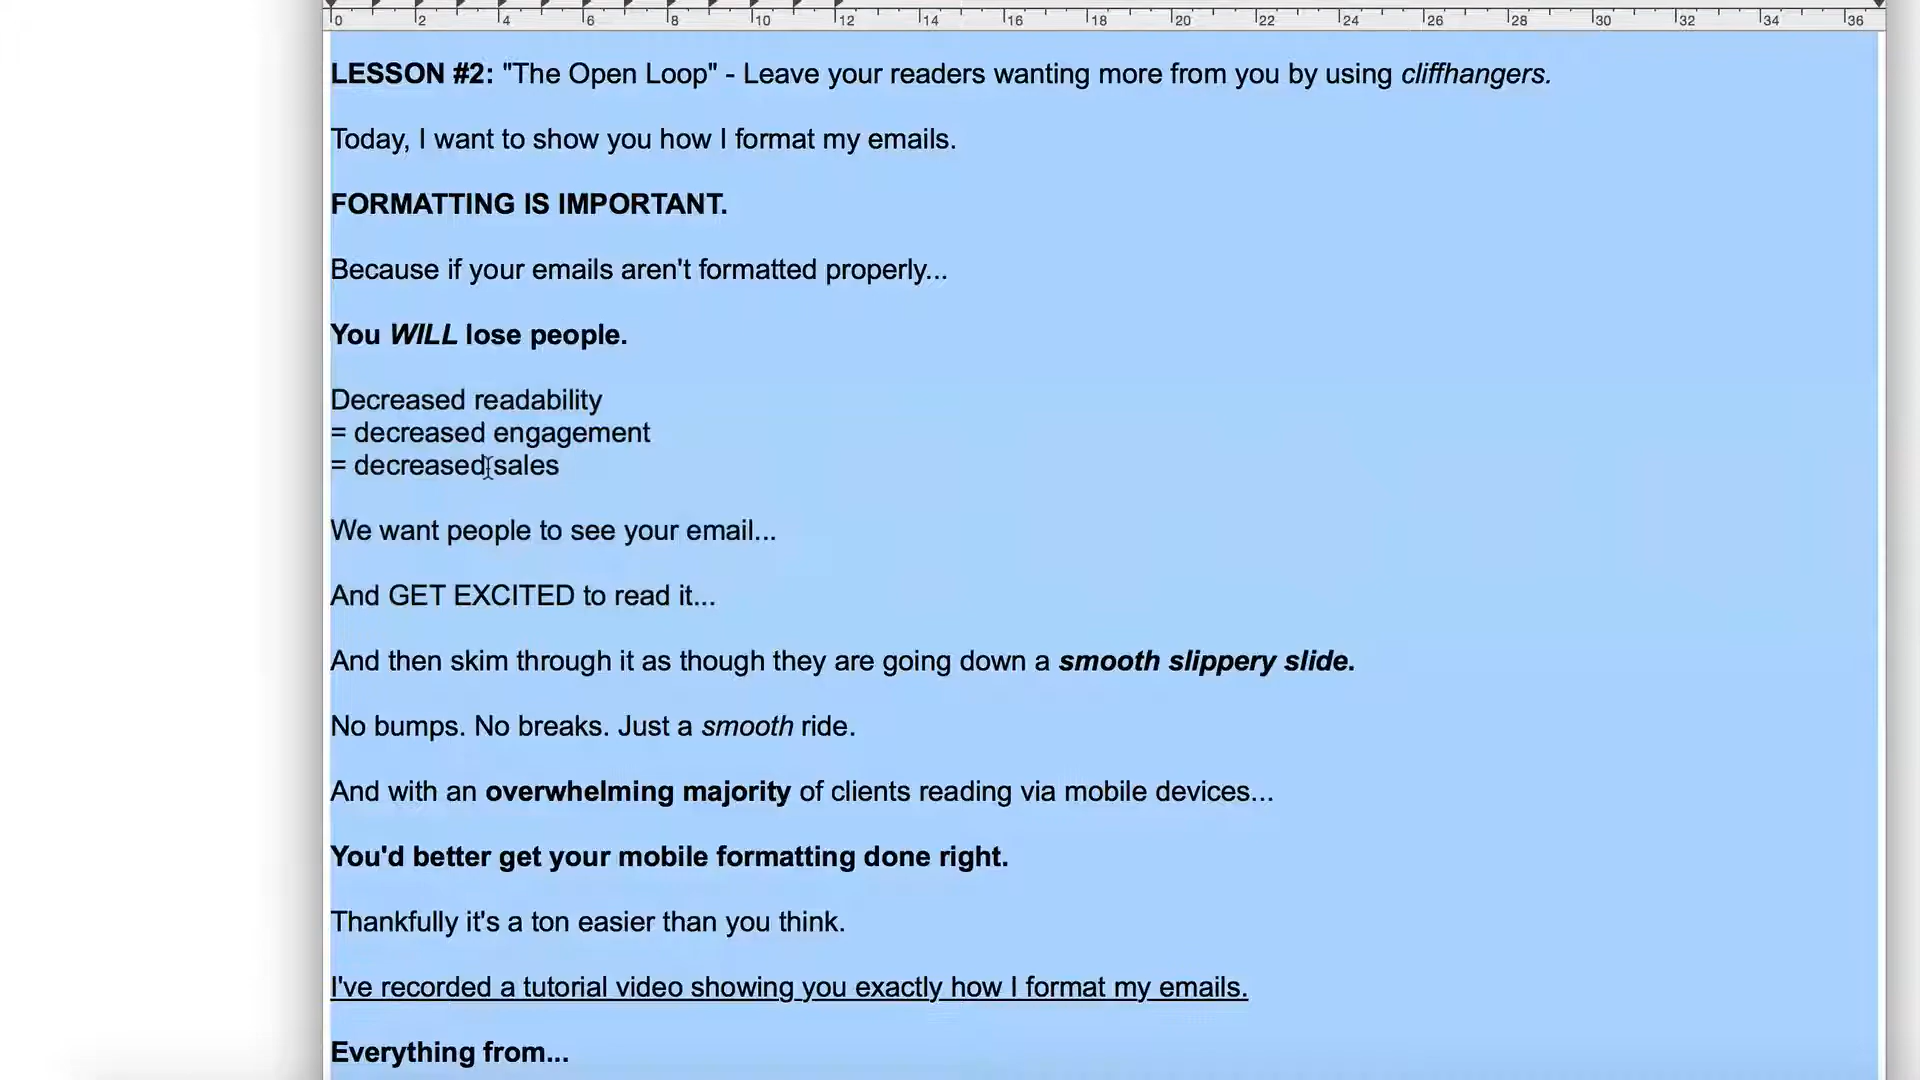 0 2 4 6 8 10 12 14 16 18 20 22 24 26 28 30 32 34 36
LESSON #2: "The Open Loop" - Leave your readers wanting more from you by using cliffhangers.
Today, I want to show you how I format my emails.
FORMATTING IS IMPORTANT.
Because if your emails aren't formatted properly...
You WILL lose people.
Decreased readability
= decreased engagement
= decreased sales
We want people to see your email...
And GET EXCITED to read it...
And then skim through it as though they are going down a smooth slippery slide.
No bumps. No breaks. Just a smooth ride.
And with an overwhelming majority of clients reading via mobile devices...
You'd better get your mobile formatting done right.
Thankfully it's a ton easier than you think.
I've recorded a tutorial video showing you exactly how I format my emails.
Everything from...